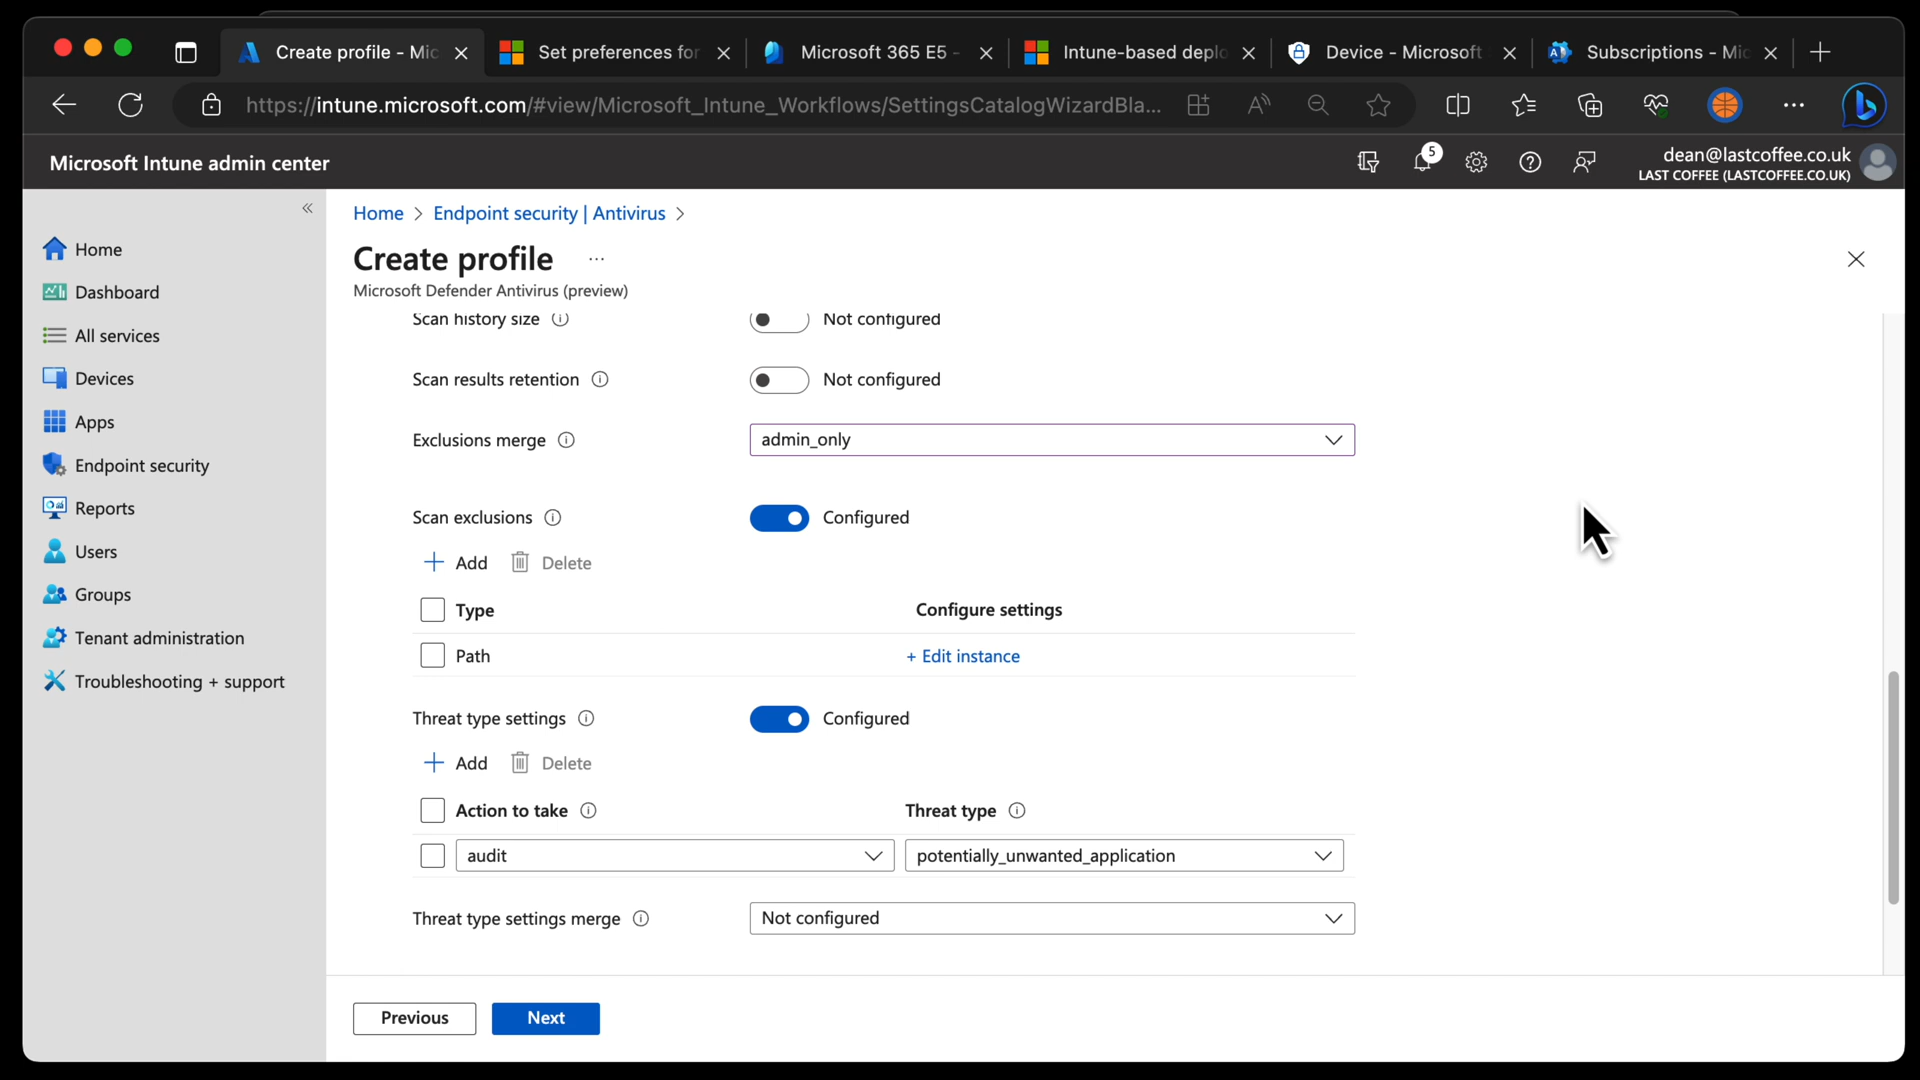 Create profile - Mic
Set preferences for
Microsoft 365 E5 -
Intune-based deplo
Device - Microsoft
Subscriptions - Mic
https://intune.microsoft.com/#view/Microsoft_Intune_Workflows/SettingsCatalogWizardBla...
Microsoft Intune admin center
5
dean@lastcoffee.co.uk
LAST COFFEE (LASTCOFFEE.CO.UK)
Home
Dashboard
All services
Devices
Apps
Endpoint security
Reports
Users
Groups
Tenant administration
Troubleshooting + support
Home > Endpoint security | Antivirus >
Create profile ...
Microsoft Defender Antivirus (preview)
Scan history size
Not configured
Scan results retention
Not configured
Exclusions merge
admin_only
Scan exclusions
Configured
+ Add
Delete
Type
Configure settings
Path
+ Edit instance
Threat type settings
Configured
+ Add
Delete
Action to take
Threat type
audit
potentially_unwanted_application
Threat type settings merge
Not configured
Previous
Next